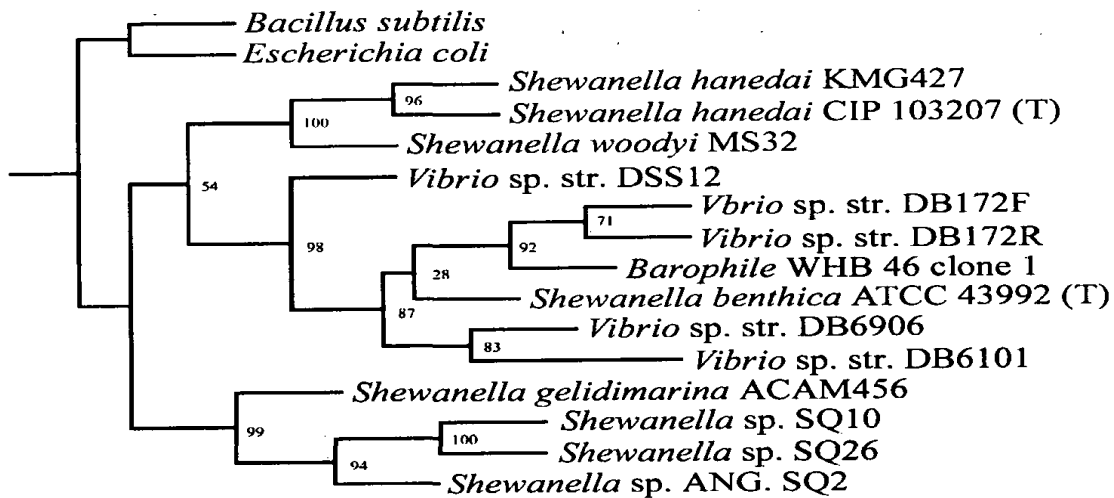 Bacillus subtilis
Escherichia coli
Shewanella hanedai KMG427
96
Shewanella hanedai CIP 103207 (T)
100
Shewanella woodyi MS32
Vibrio sp. str. DSS12
54
Vbrio sp. str. DB172F
71
Vibrio sp. str. DB172R
98
92
Barophile WHB 46 clone 1
28
Shewanella benthica ATCC 43992 (T)
87
Vibrio sp. str. DB6906
83
Vibrio sp. str. DB6101
Shewanella gelidimarina ACAM456
Shewanella sp. SQ10
99
100
Shewanella sp. SQ26
94
Shewanella sp. ANG. SQ2